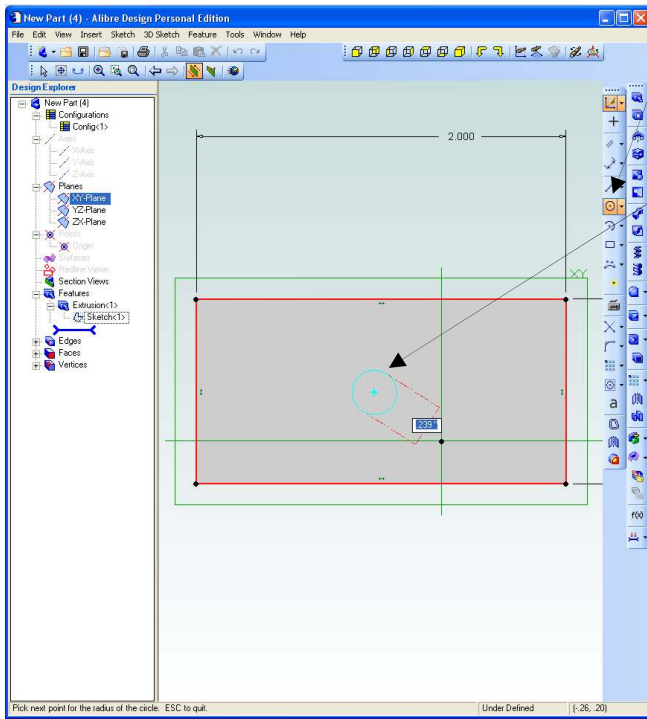 New Part (4) - Alibre Design Personal Edition
File Edit View Insert Sketch 3D Sketch Feature Tools Window Help
Design Explorer
New Part (4)
Configurations
Config<1>
Axes
X-Axis
Y-Axis
Z-Axis
Planes
XY-Plane
YZ-Plane
ZX-Plane
Points
Origin
Surfaces
Redline Views
Section Views
Features
Extrusion<1>
Sketch<1>
Edges
Faces
Vertices
2.000
XY
.239"
a
f(x)
Pick next point for the radius of the circle. ESC to quit.
Under Defined
(-.26, .20)